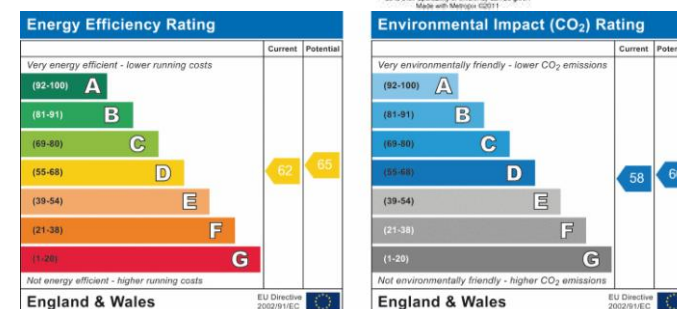 Made with Metropix ©2011
Energy Efficiency Rating
Current Potential
Very energy efficient - lower running costs
(92-100) A
(81-91) B
(69-80) C
(55-68) D
62
65
(39-54) E
(21-38) F
(1-20) G
Not energy efficient - higher running costs
England & Wales
EU Directive
2002/91/EC
Environmental Impact (CO2) Rating
Current
Very environmentally friendly - lower CO2 emissions
(92-100) A
(81-91) B
(69-80) C
(55-68) D
58
(39-54) E
(21-38) F
(1-20) G
Not environmentally friendly - higher CO2 emissions
England & Wales
EU Directive
2002/91/EC